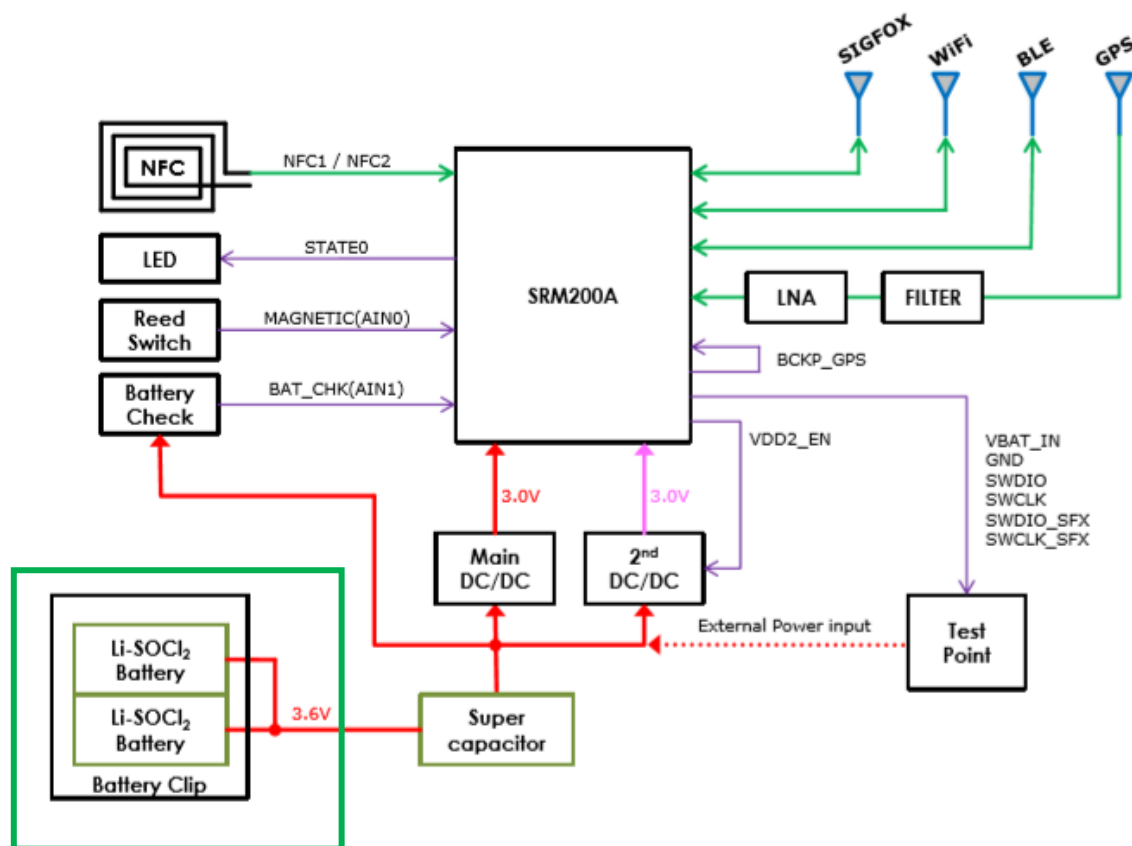 SIGFOX
WiFi
BLE
GPS
NFC
NFC1 / NFC2
LED
STATE0
SRM200A
LNA
FILTER
Reed
Switch
MAGNETIC(AIN0)
BCKP_GPS
Battery
Check
BAT_CHK(AIN1)
VDD2_EN
VBAT_IN
GND
SWDIO
SWCLK
SWDIO_SFX
SWCLK_SFX
3.0V
3.0V
Main
DC/DC
2nd
DC/DC
External Power input
Test
Point
Li-SOCl₂
Battery
Li-SOCl₂
Battery
3.6V
Super
capacitor
Battery Clip